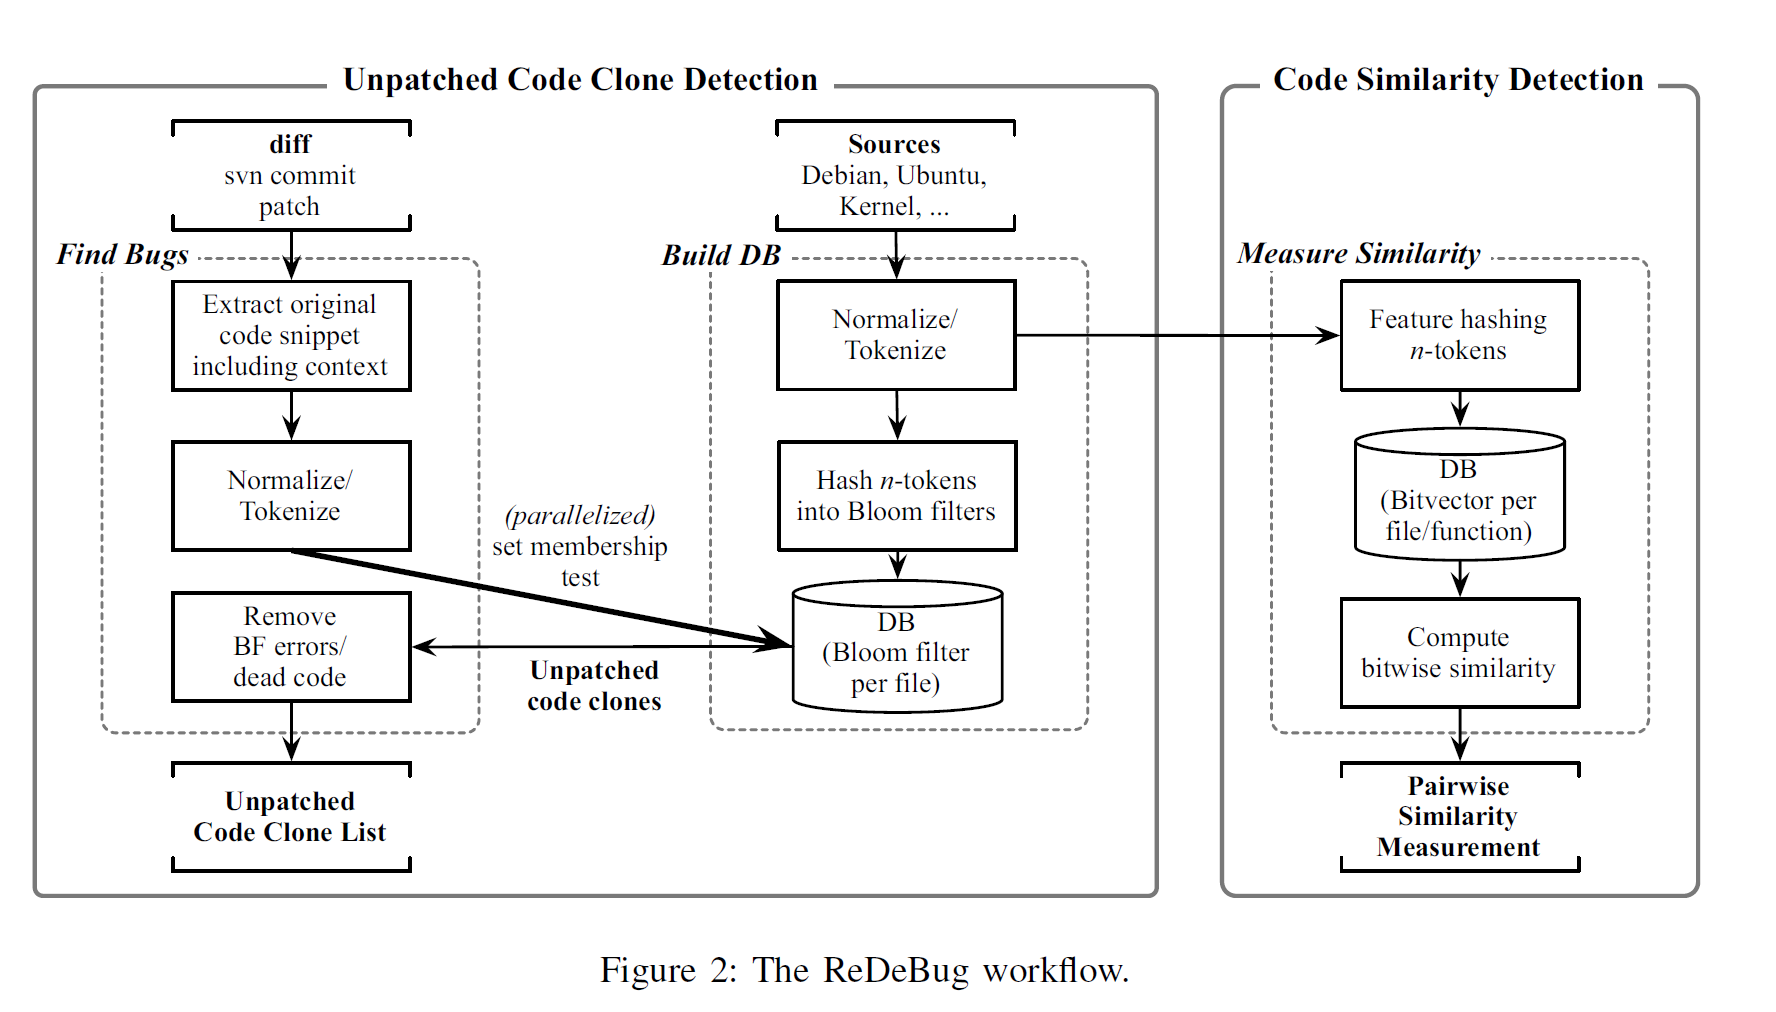 Unpatched Code Clone Detection
diff
svn commit
patch
Find Bugs
Extract original
code snippet
including context
Normalize/
Tokenize
(parallelized)
set membership
test
Remove
BF errors/
dead code
Unpatched
code clones
Unpatched
Code Clone List
Sources
Debian, Ubuntu,
Kernel, ...
Build DB
Normalize/
Tokenize
Hash n-tokens
into Bloom filters
DB
(Bloom filter
per file)
Code Similarity Detection
Measure Similarity
Feature hashing
n-tokens
DB
(Bitvector per
file/function)
Compute
bitwise similarity
Pairwise
Similarity
Measurement
Figure 2: The ReDeBug workflow.